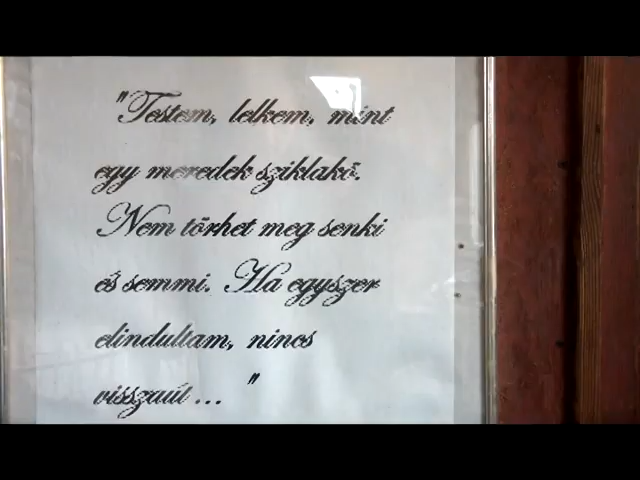 "Testem, lelkem, mint
egy meredek sziklakő.
Nem törhet meg senki
és semmi. Ha egyszer
elindultam, nincs
visszaút ... "